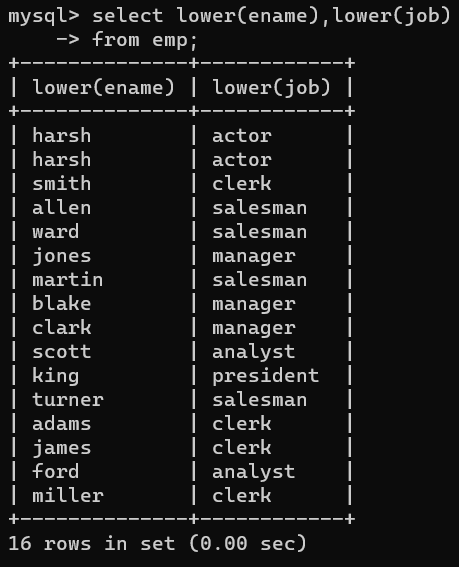 mysql> select lower(ename),lower(job)
    -> from emp;
+--------------+------------+
| lower(ename) | lower(job) |
+--------------+------------+
| harsh        | actor      |
| harsh        | actor      |
| smith        | clerk      |
| allen        | salesman   |
| ward         | salesman   |
| jones        | manager    |
| martin       | salesman   |
| blake        | manager    |
| clark        | manager    |
| scott        | analyst    |
| king         | president  |
| turner       | salesman   |
| adams        | clerk      |
| james        | clerk      |
| ford         | analyst    |
| miller       | clerk      |
+--------------+------------+
16 rows in set (0.00 sec)